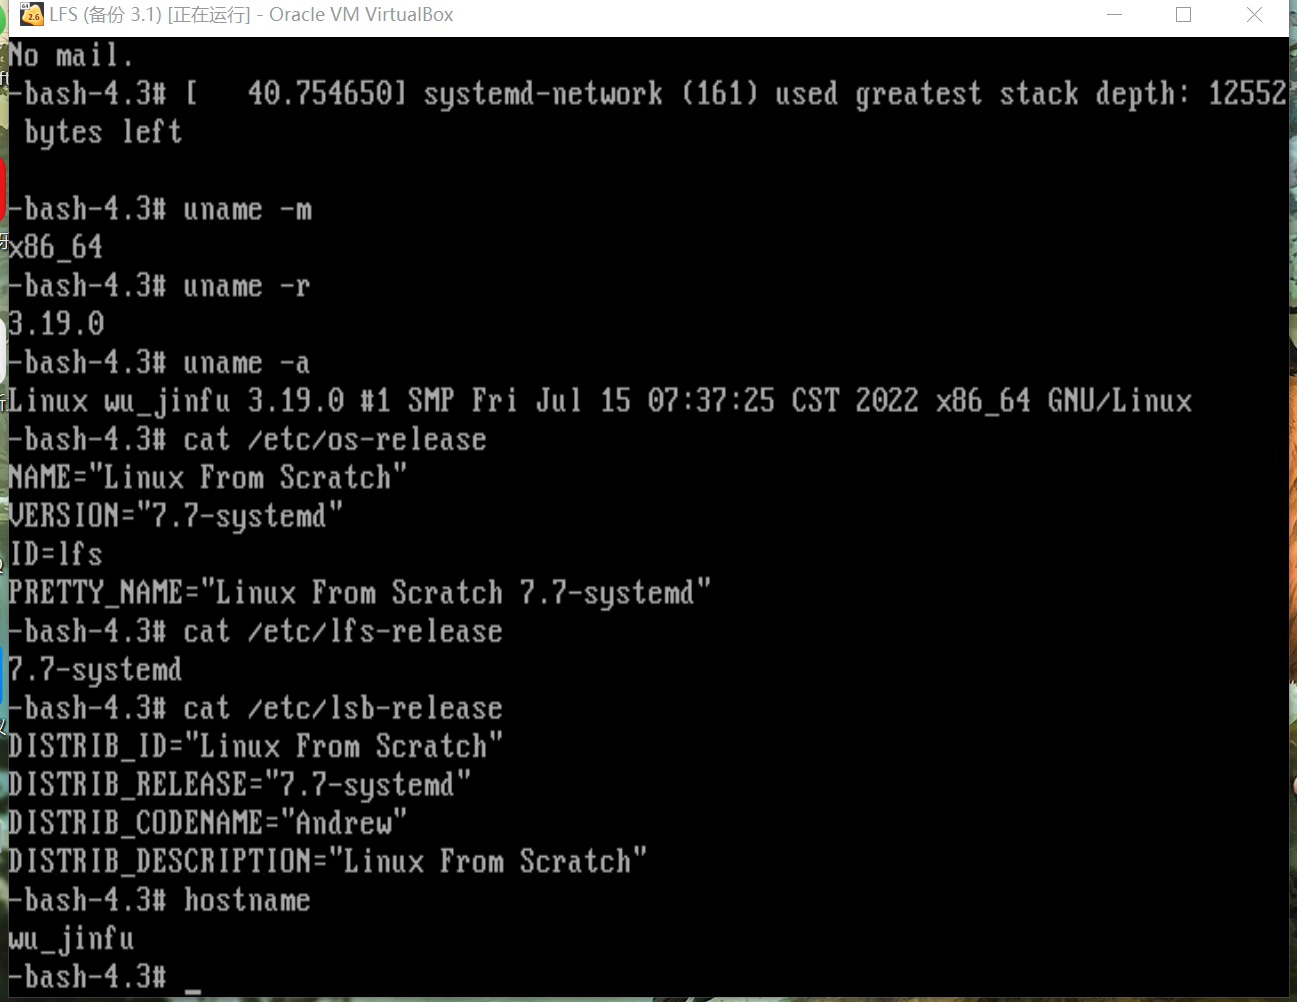 LFS (备份 3.1) [正在运行] - Oracle VM VirtualBox
No mail.
-bash-4.3# [   40.754650] systemd-network (161) used greatest stack depth: 12552
 bytes left
-bash-4.3# uname -m
x86_64
-bash-4.3# uname -r
3.19.0
-bash-4.3# uname -a
Linux wu_jinfu 3.19.0 #1 SMP Fri Jul 15 07:37:25 CST 2022 x86_64 GNU/Linux
-bash-4.3# cat /etc/os-release
NAME="Linux From Scratch"
VERSION="7.7-systemd"
ID=lfs
PRETTY_NAME="Linux From Scratch 7.7-systemd"
-bash-4.3# cat /etc/lfs-release
7.7-systemd
-bash-4.3# cat /etc/lsb-release
DISTRIB_ID="Linux From Scratch"
DISTRIB_RELEASE="7.7-systemd"
DISTRIB_CODENAME="Andrew"
DISTRIB_DESCRIPTION="Linux From Scratch"
-bash-4.3# hostname
wu_jinfu
-bash-4.3# _